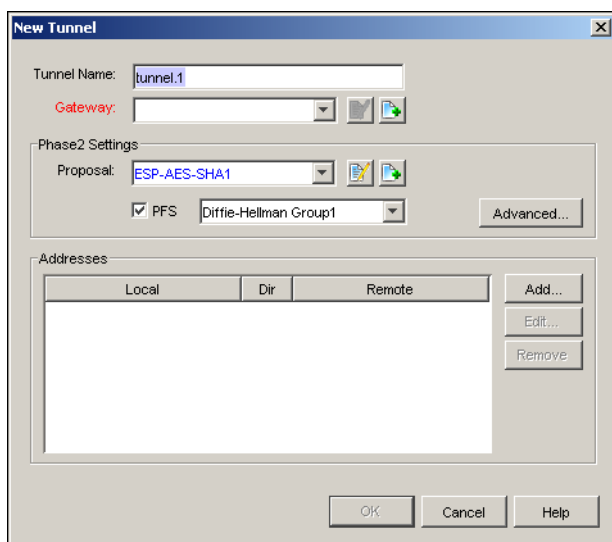 New Tunnel
Tunnel Name: tunnel.1
Gateway:
Phase2 Settings
Proposal: ESP-AES-SHA1
PFS Diffie-Hellman Group1 Advanced...
Addresses
Local Dir Remote Add...
Edit...
Remove
OK Cancel Help